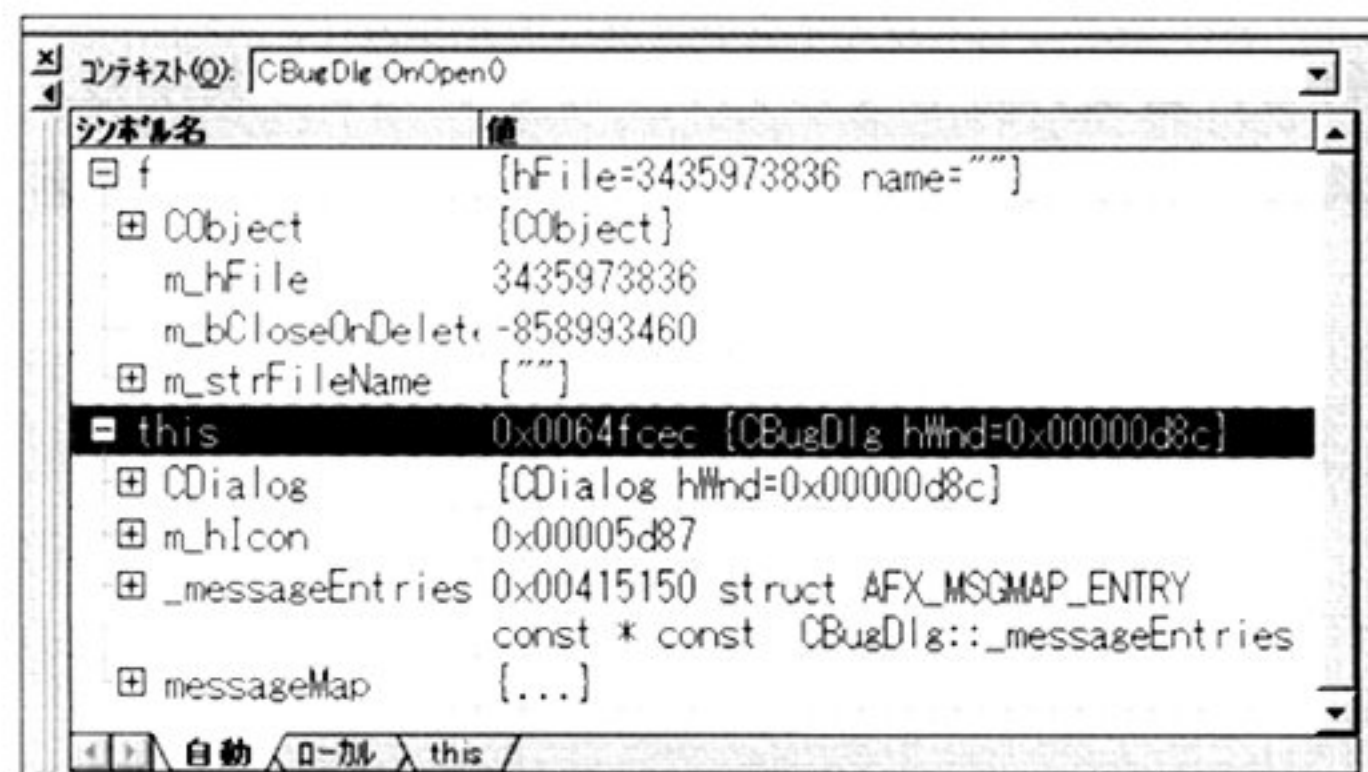 コンテキスト(O): CBugDlg OnOpen()
シンボル名 値
f {hFile=3435973836 name=""}
CObject {CObject}
m_hFile 3435973836
m_bCloseOnDelete -858993460
m_strFileName {""}
this 0x0064fcec {CBugDlg hWnd=0x00000d8c}
CDialog {CDialog hWnd=0x00000d8c}
m_hIcon 0x00005d87
_messageEntries 0x00415150 struct AFX_MSGMAP_ENTRY
const * const CBugDlg::_messageEntries
messageMap {...}
自動 ローカル this